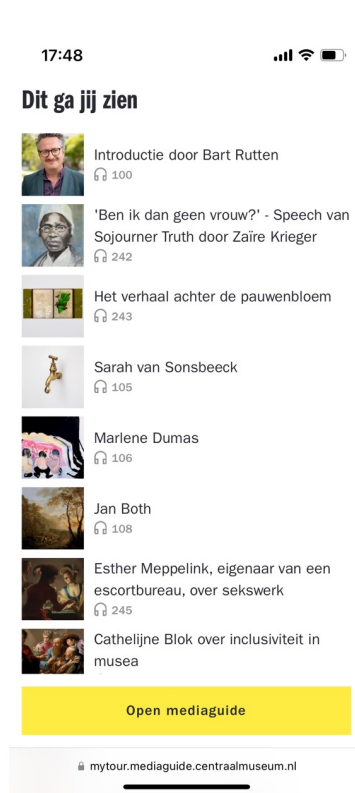 17:48
Dit ga jij zien
Introductie door Bart Rutten
100
'Ben ik dan geen vrouw?' - Speech van
Sojourner Truth door Zaïre Krieger
242
Het verhaal achter de pauwenbloem
243
Sarah van Sonsbeeck
105
Marlene Dumas
106
Jan Both
108
Esther Meppelink, eigenaar van een
escortbureau, over sekswerk
245
Cathelijne Blok over inclusiviteit in
musea
Open mediaguide
mytour.mediaguide.centraalmuseum.nl